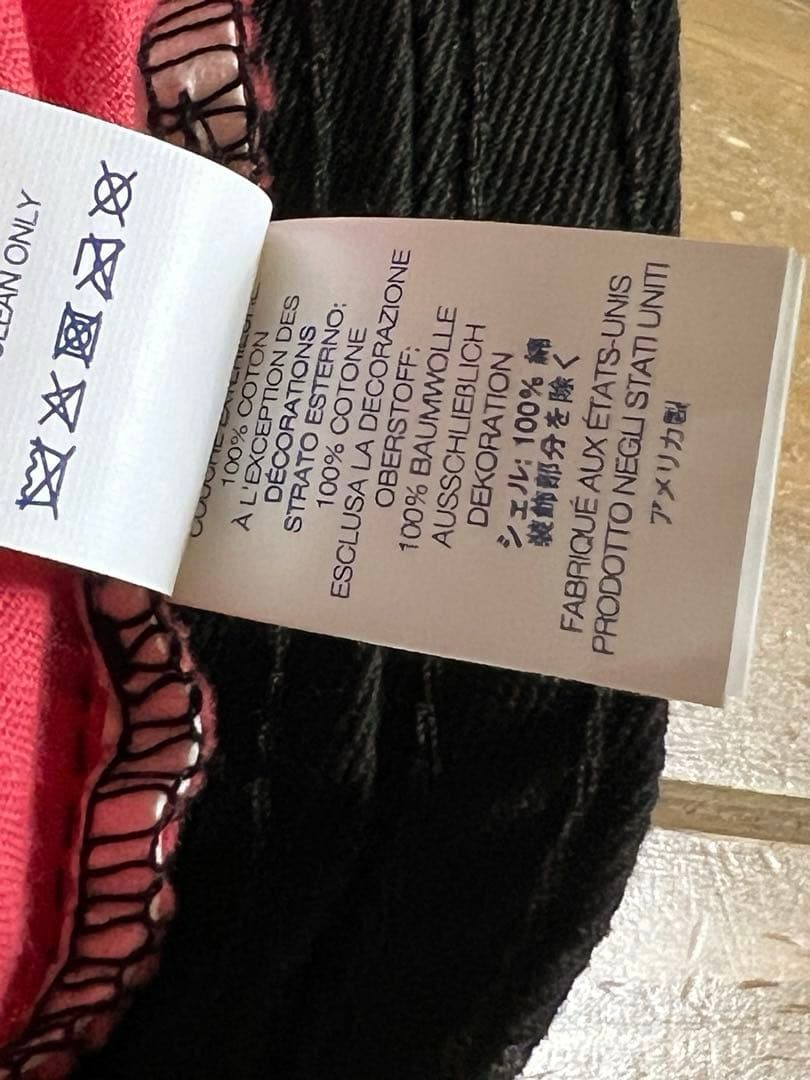 ONLY
100% COTON
À L'EXCEPTION DES
DÉCORATIONS
STRATO ESTERNO:
100% COTONE
ESCLUSA LA DECORAZIONE
OBERSTOFF:
100% BAUMWOLLE
AUSSCHLIEBLICH
DEKORATION
シェル: 100% 綿
装飾部分を除く
FABRIQUÉ AUX ÉTATS-UNIS
PRODOTTO NEGLI STATI UNITI
アメリカ製